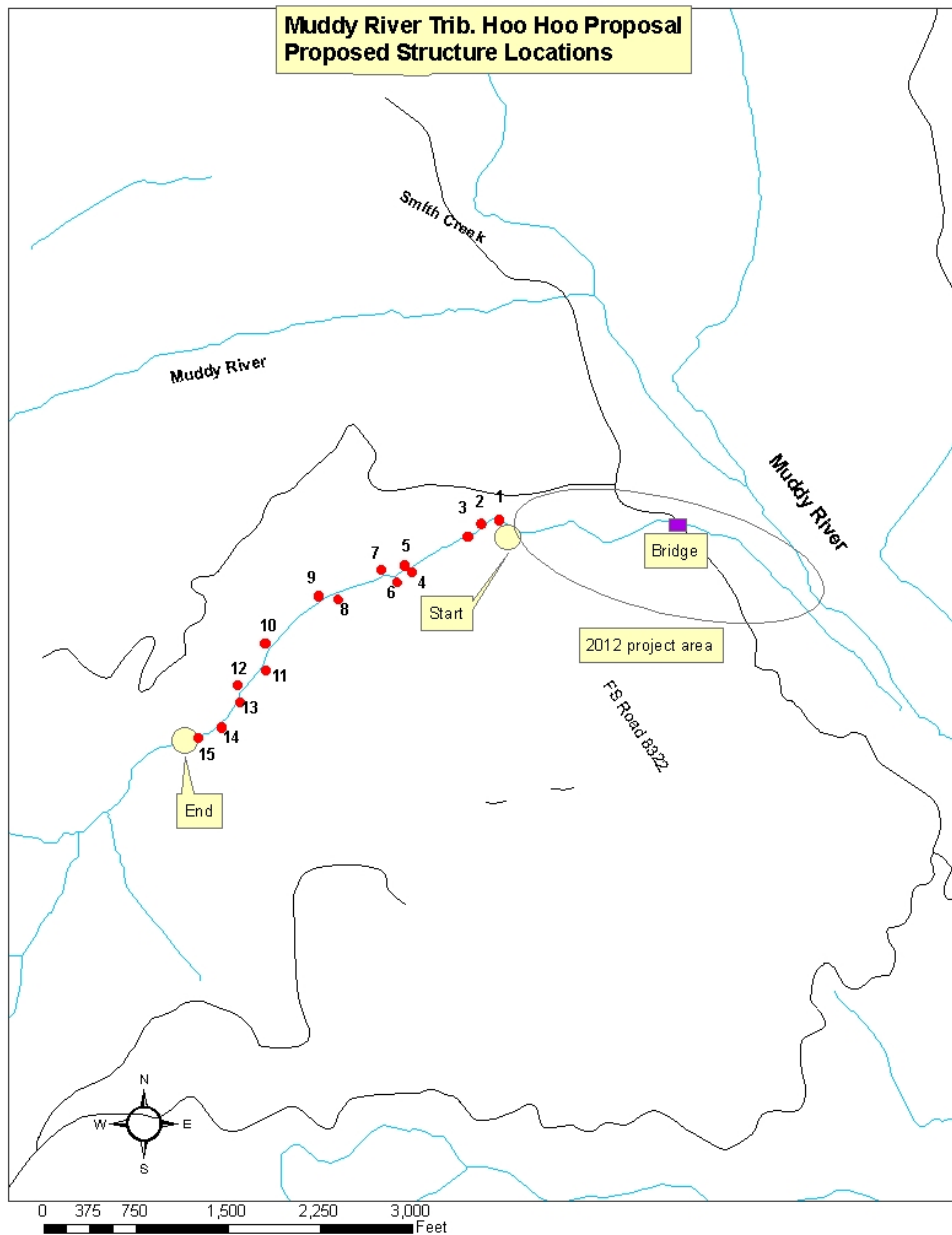 Muddy River Trib. Hoo Hoo Proposal
Proposed Structure Locations
Smith Creek
Muddy River
Muddy River
1
2
3
Bridge
5
7
4
6
Start
9
8
2012 project area
10
11
12
FS Road 8322
13
14
15
End
N
W
E
S
0 375 750 1,500 2,250 3,000
Feet